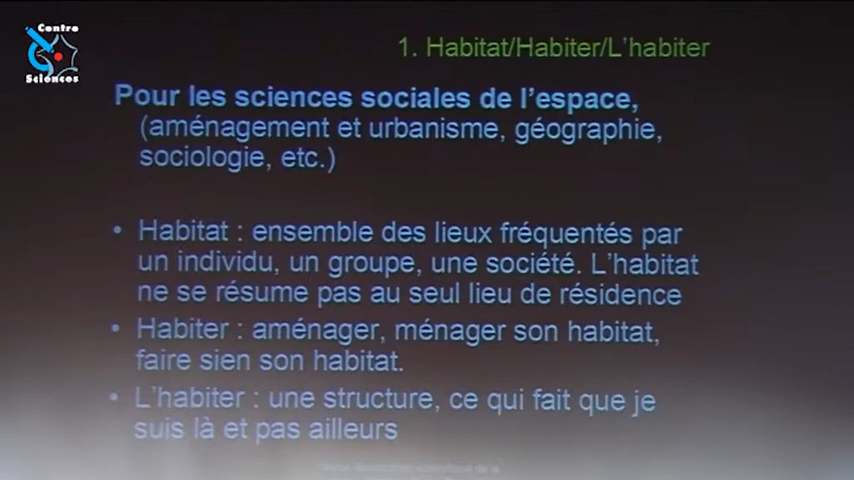 Centre
Sciences
1. Habitat/Habiter/L'habiter
Pour les sciences sociales de l'espace,
(aménagement et urbanisme, géographie,
sociologie, etc.)
• Habitat : ensemble des lieux fréquentés par
un individu, un groupe, une société. L'habitat
ne se résume pas au seul lieu de résidence
• Habiter : aménager, ménager son habitat,
faire sien son habitat.
• L'habiter : une structure, ce qui fait que je
suis là et pas ailleurs